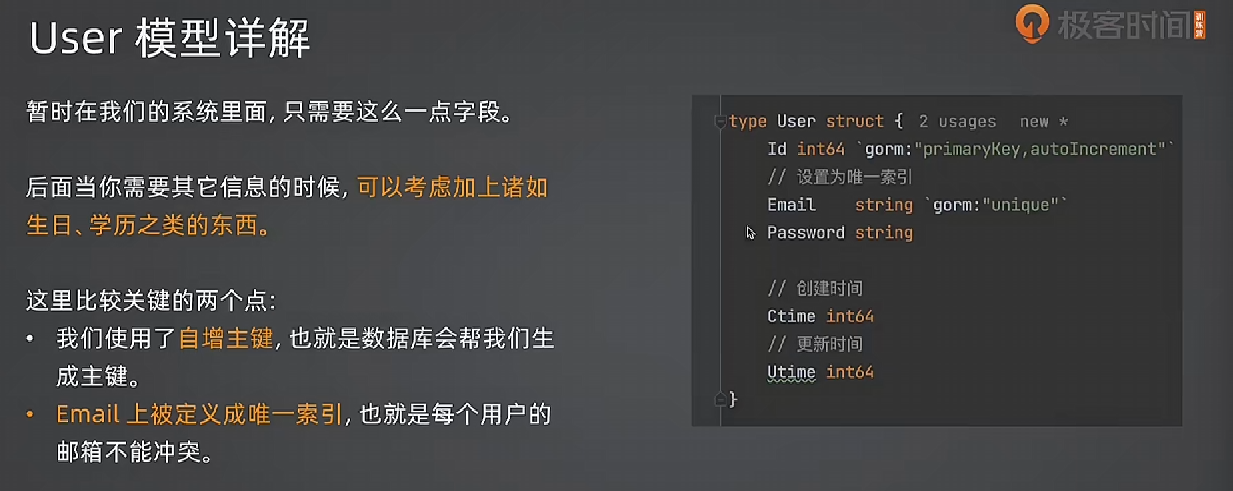 User 模型详解
极客时间
训练营
暂时在我们的系统里面, 只需要这么一点字段。
后面当你需要其它信息的时候, 可以考虑加上诸如
生日、学历之类的东西。
这里比较关键的两个点:
• 我们使用了自增主键, 也就是数据库会帮我们生
成主键。
• Email 上被定义成唯一索引, 也就是每个用户的
邮箱不能冲突。
type User struct { 2 usages new *
Id int64 `gorm:"primaryKey,autoIncrement"`
// 设置为唯一索引
Email string `gorm:"unique"`
Password string
// 创建时间
Ctime int64
// 更新时间
Utime int64
}